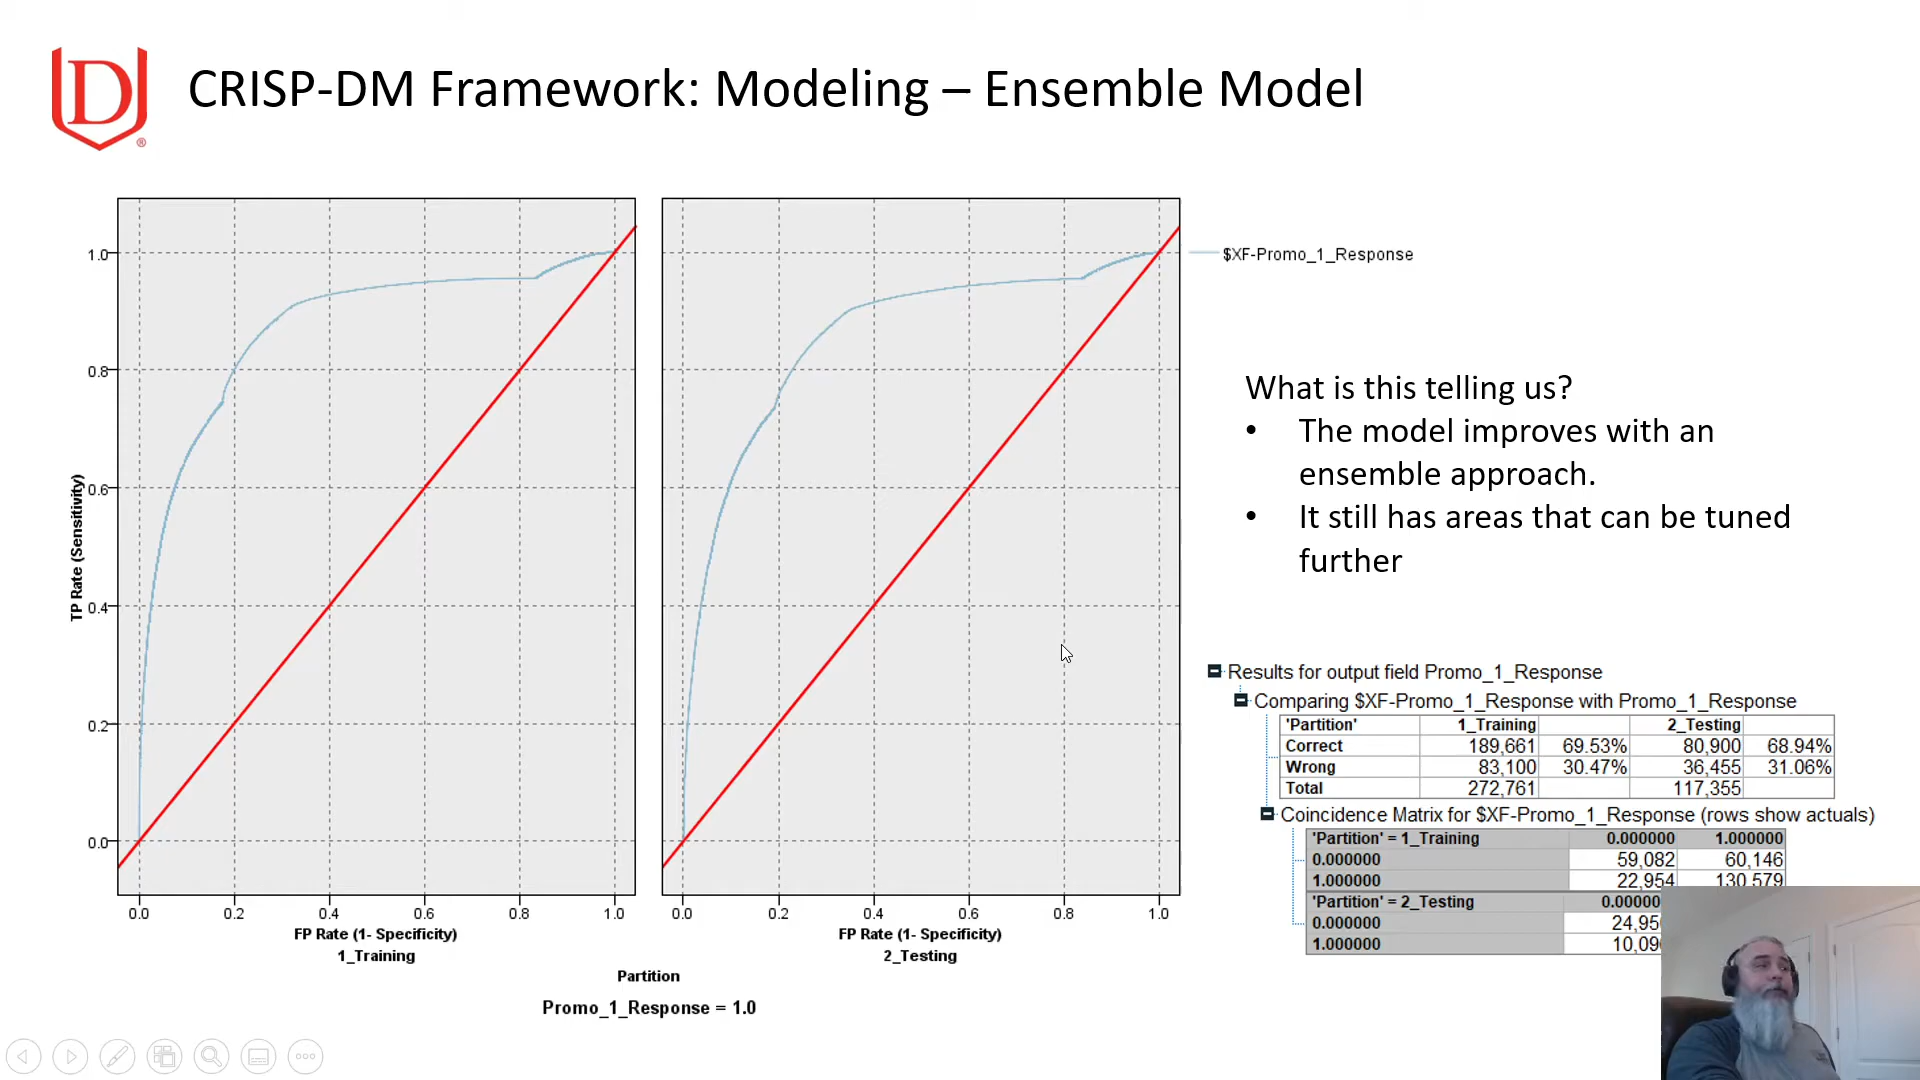 D
®
CRISP-DM Framework: Modeling – Ensemble Model
TP Rate (Sensitivity)
1.0
0.8
0.6
0.4
0.2
0.0
0.0 0.2 0.4 0.6 0.8 1.0
FP Rate (1- Specificity)
1_Training
0.0 0.2 0.4 0.6 0.8 1.0
FP Rate (1- Specificity)
2_Testing
Partition
Promo_1_Response = 1.0
$XF-Promo_1_Response
What is this telling us?
• The model improves with an
ensemble approach.
• It still has areas that can be tuned
further
Results for output field Promo_1_Response
Comparing $XF-Promo_1_Response with Promo_1_Response
'Partition' 1_Training 2_Testing
Correct 189,661 69.53% 80,900 68.94%
Wrong 83,100 30.47% 36,455 31.06%
Total 272,761 117,355
Coincidence Matrix for $XF-Promo_1_Response (rows show actuals)
'Partition' = 1_Training 0.000000 1.000000
0.000000 59,082 60,146
1.000000 22,954 130,579
'Partition' = 2_Testing
0.000000
1.000000